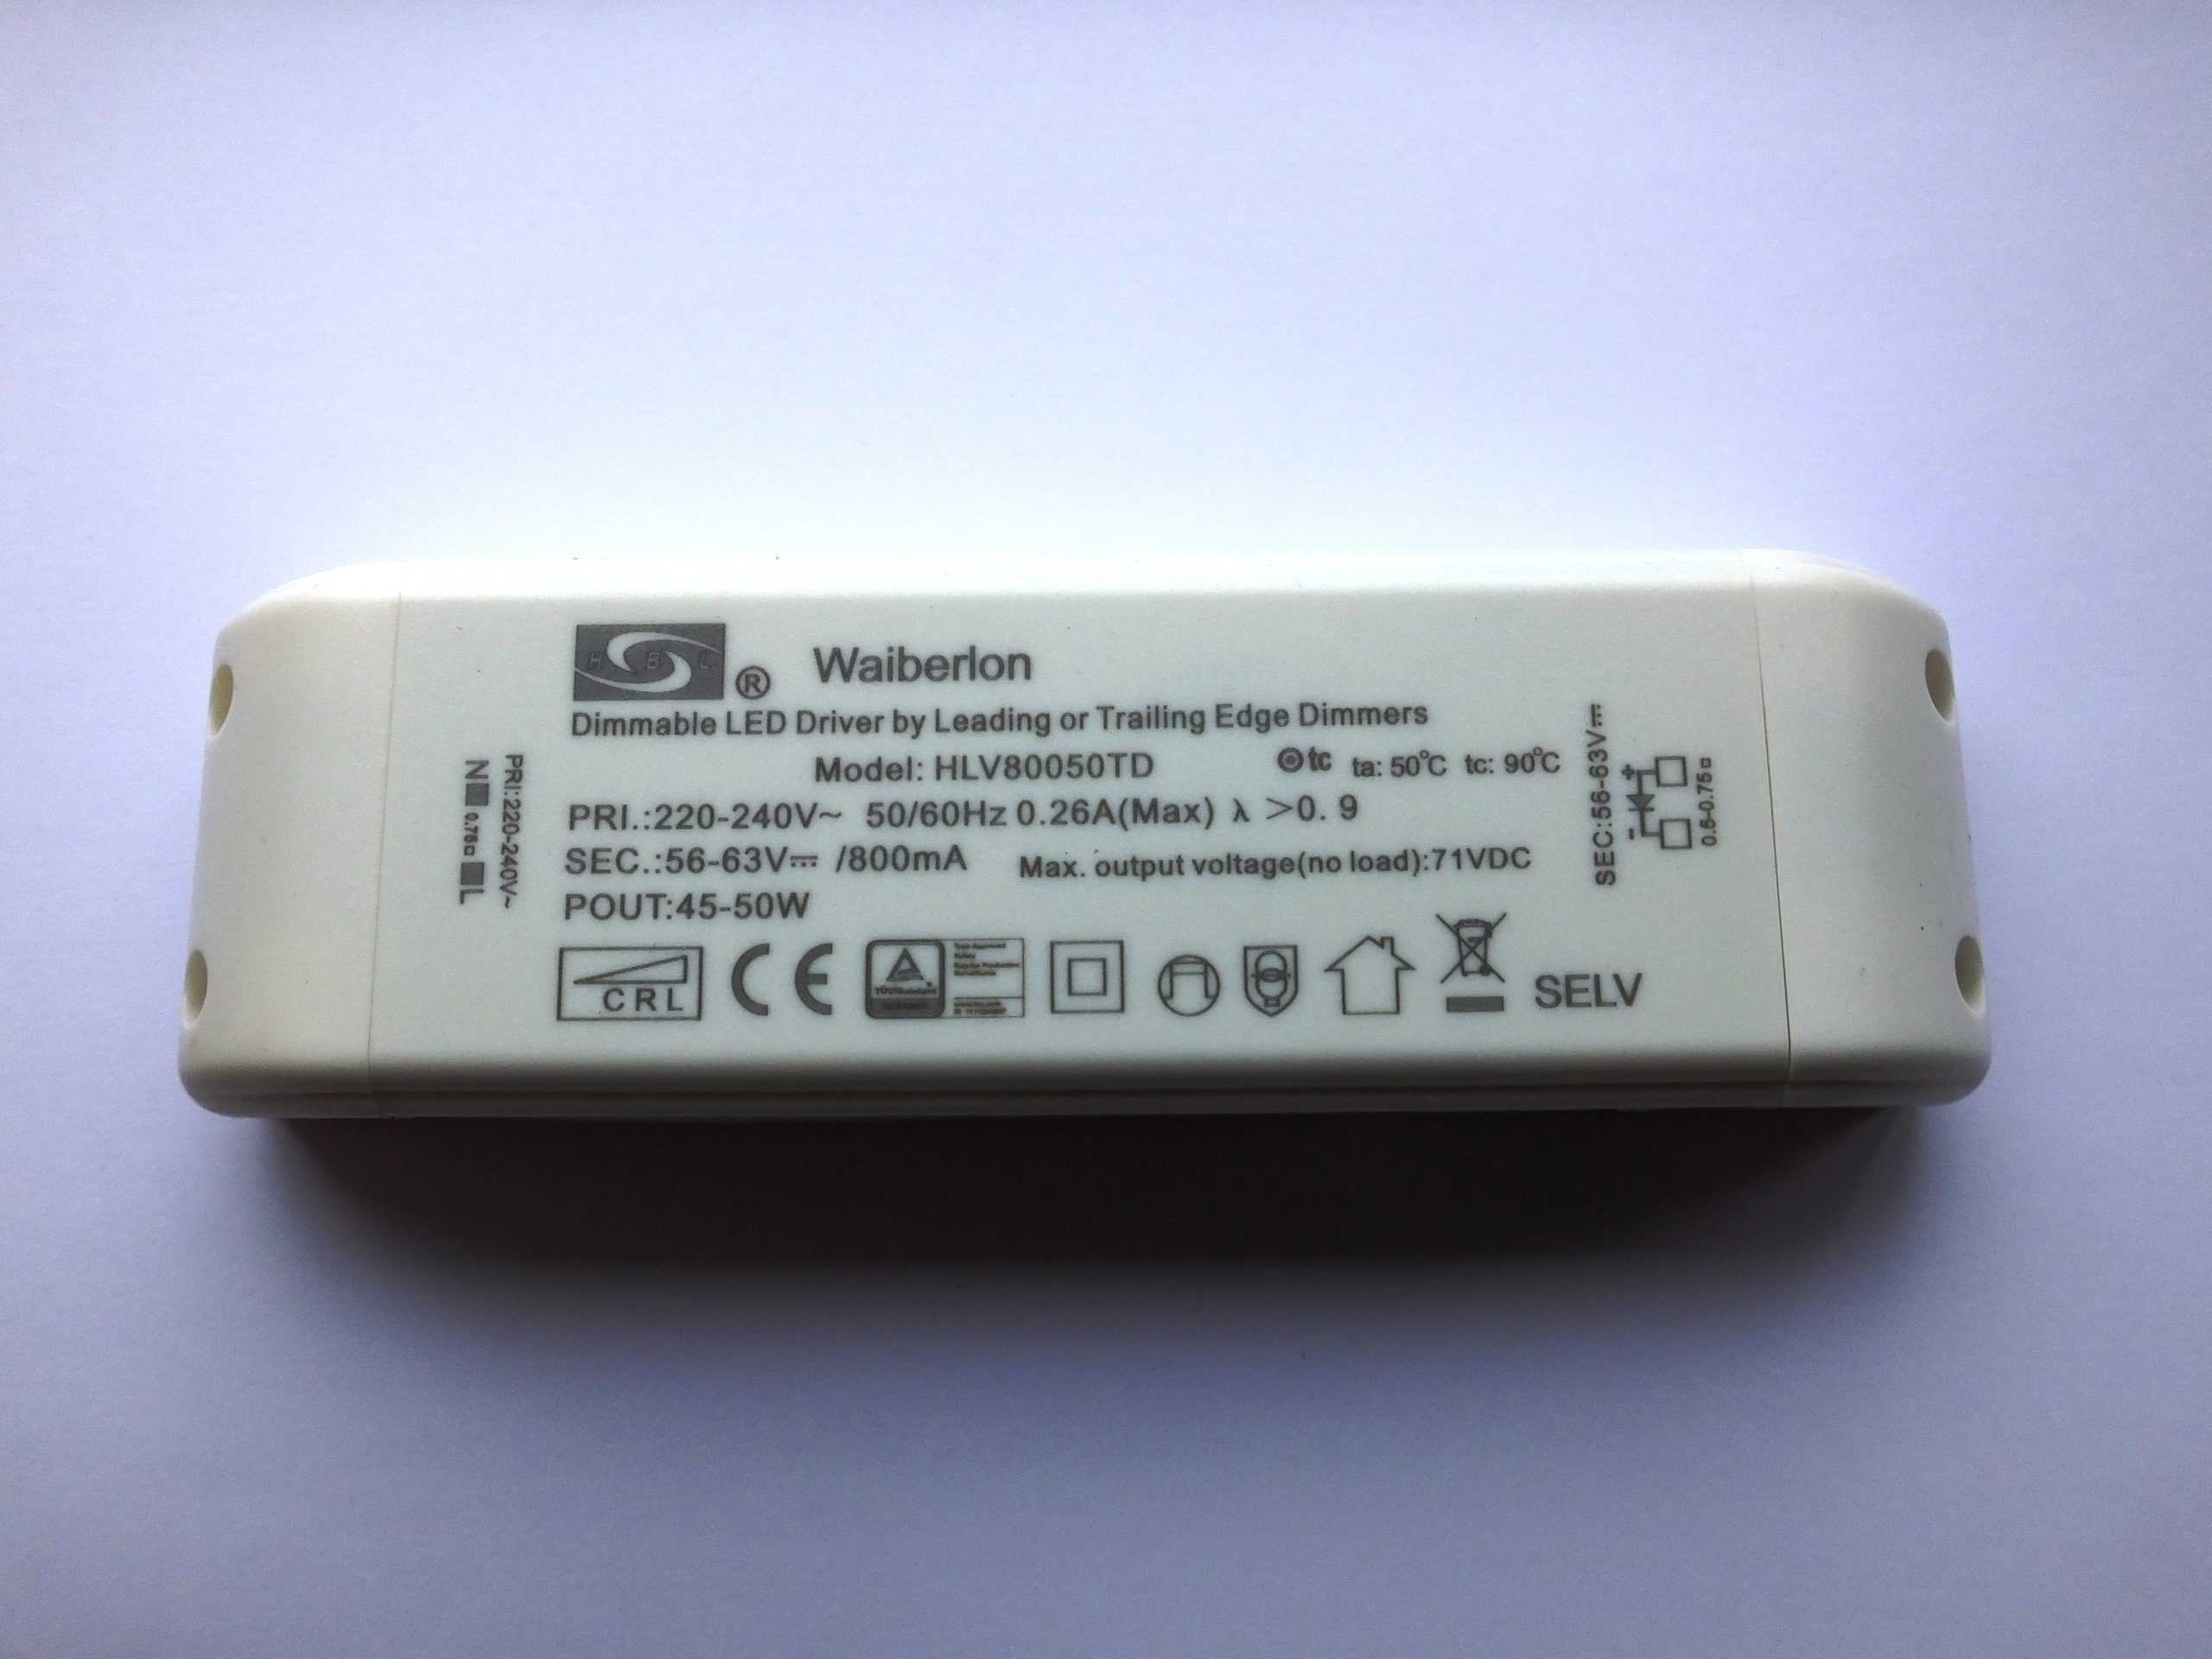 H B L ® Waiberlon
Dimmable LED Driver by Leading or Trailing Edge Dimmers
Model: HLV80050TD tc ta: 50℃ tc: 90℃
PRI.:220-240V~ 50/60Hz 0.26A(Max) λ >0.9
SEC.:56-63V⎓ /800mA Max. output voltage(no load):71VDC
POUT:45-50W
CRL CE SELV
PRI:220-240V~
N 0.75 L
SEC:56-63V⎓
+ -
0.5-0.75